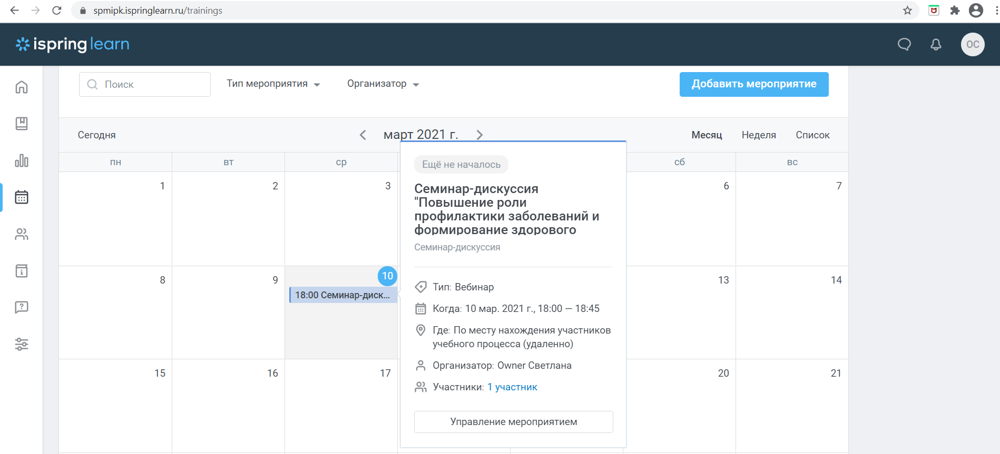 spmipk.ispringlearn.ru/trainings
ispring learn
ОС
Поиск
Тип мероприятия
Организатор
Добавить мероприятие
Сегодня
март 2021 г.
Месяц
Неделя
Список
пн
вт
ср
сб
вс
1
2
3
6
7
8
9
10
13
14
18:00 Семинар-диск...
15
16
17
20
21
Ещё не началось
Семинар-дискуссия
"Повышение роли
профилактики заболеваний и
формирование здорового
Семинар-дискуссия
Тип: Вебинар
Когда: 10 мар. 2021 г., 18:00 — 18:45
Где: По месту нахождения участников
учебного процесса (удаленно)
Организатор: Owner Светлана
Участники: 1 участник
Управление мероприятием